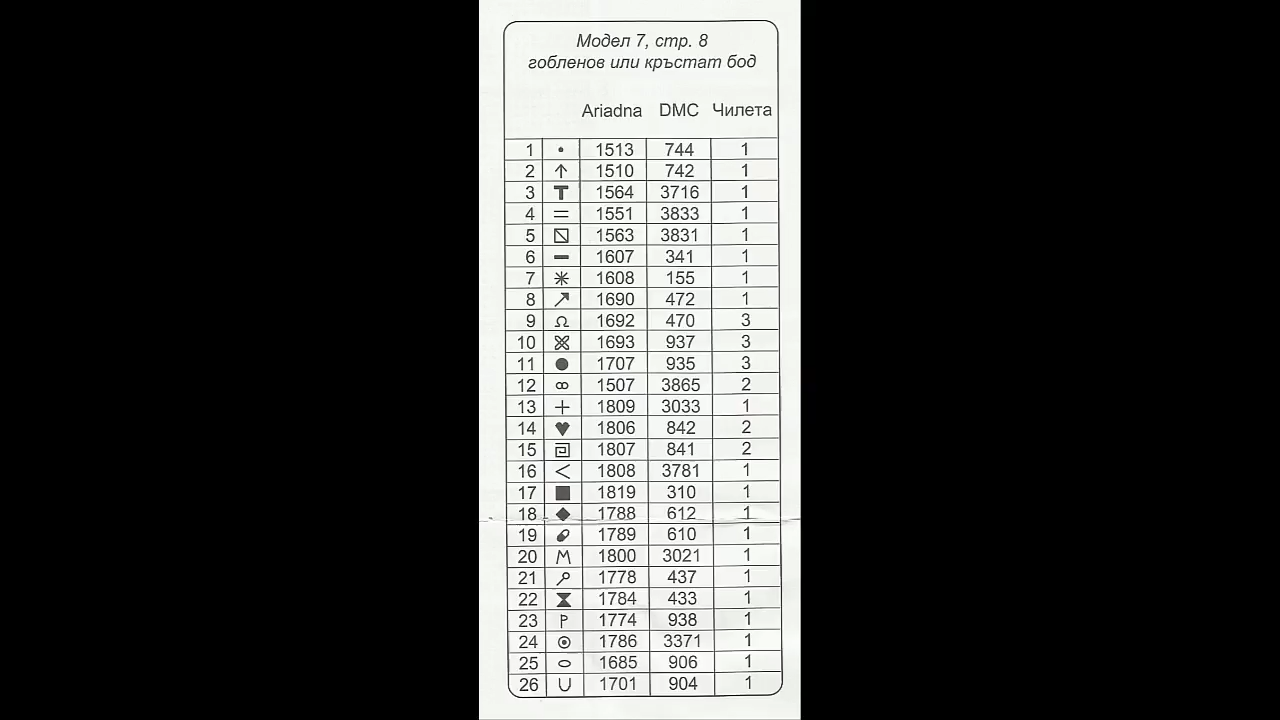 Модел 7, стр. 8
гобленов или кръстат бод
Ariadna DMC Чилета
1 • 1513 744 1
2 ↑ 1510 742 1
3 T 1564 3716 1
4 = 1551 3833 1
5 ⧅ 1563 3831 1
6 ▬ 1607 341 1
7 ✳ 1608 155 1
8 ↗ 1690 472 1
9 Ω 1692 470 3
10 1693 937 3
11 ● 1707 935 3
12 ∞ 1507 3865 2
13 + 1809 3033 1
14 ♥ 1806 842 2
15 1807 841 2
16 < 1808 3781 1
17 ■ 1819 310 1
18 ◆ 1788 612 1
19 1789 610 1
20 M 1800 3021 1
21 1778 437 1
22 ⧗ 1784 433 1
23 P 1774 938 1
24 ⊙ 1786 3371 1
25 ⬭ 1685 906 1
26 U 1701 904 1